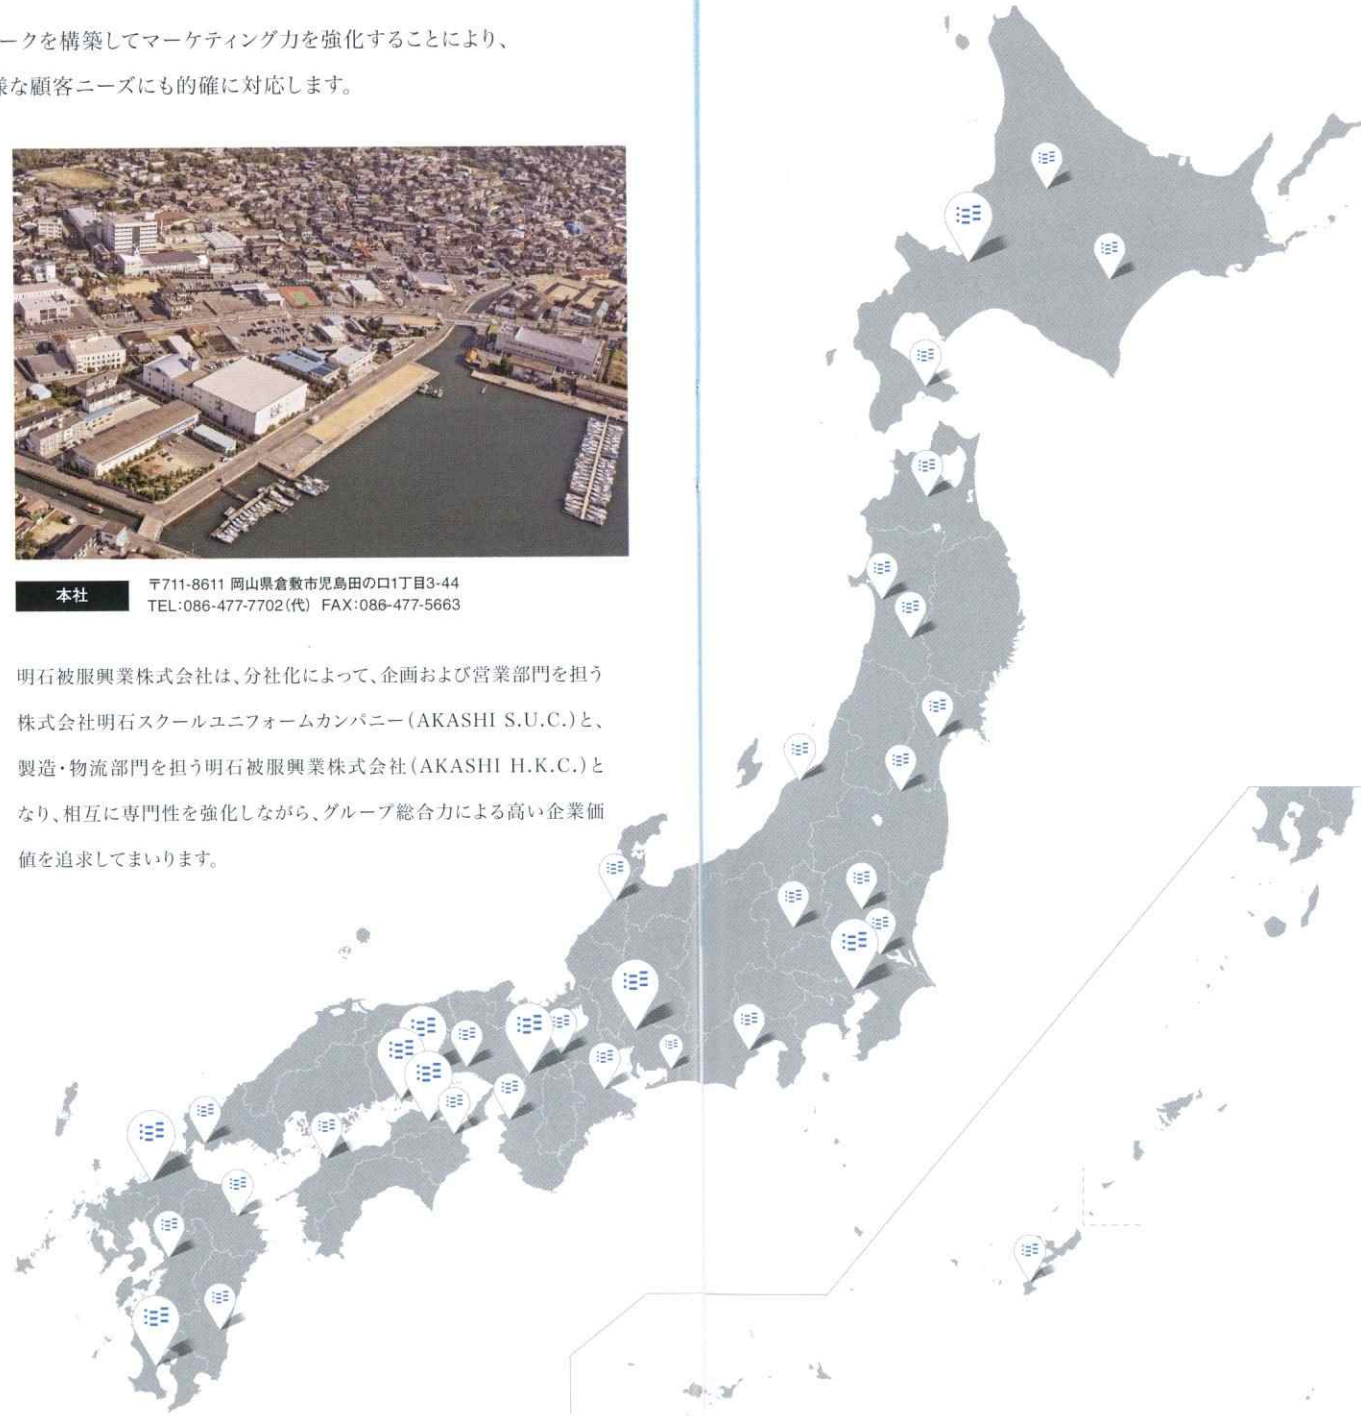 ークを構築してマーケティング力を強化することにより、
様な顧客ニーズにも的確に対応します。
本社
〒711-8611 岡山県倉敷市児島田の口1丁目3-44
TEL:086-477-7702(代) FAX:086-477-5663
明石被服興業株式会社は、分社化によって、企画および営業部門を担う
株式会社明石スクールユニフォームカンパニー(AKASHI S.U.C.)と、
製造・物流部門を担う明石被服興業株式会社(AKASHI H.K.C.)と
なり、相互に専門性を強化しながら、グループ総合力による高い企業価
値を追求してまいります。